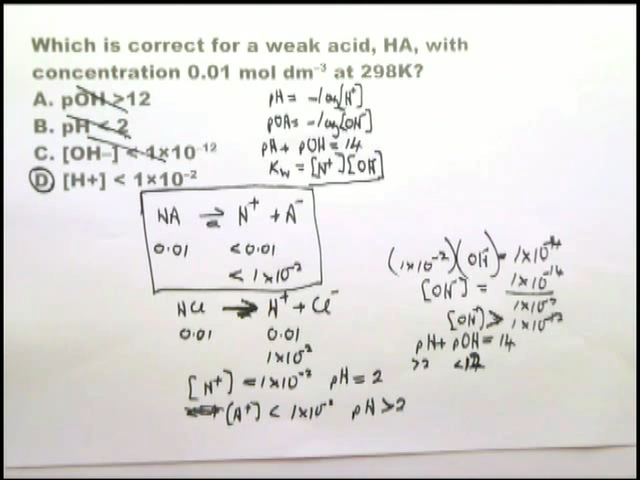 Which is correct for a weak acid, HA, with
concentration 0.01 mol dm⁻³ at 298K?
A. pOH >12
B. pH < 2
C. [OH–] < 1×10⁻¹²
D [H+] < 1×10⁻²
pH = -log[H⁺]
pOH = -log[OH⁻]
pH + pOH = 14
Kw = [H⁺][OH⁻]
HA ⇌ H⁺ + A⁻
0.01 < 0.01
< 1×10⁻²
HCl → H⁺ + Cl⁻
0.01 0.01
1×10⁻²
[H⁺] = 1×10⁻² pH = 2
[H⁺] < 1×10⁻² pH > 2
(1×10⁻²)(OH⁻) = 1×10⁻¹⁴
[OH⁻] = 1×10⁻¹⁴
1×10⁻²
[OH⁻] > 1×10⁻¹²
pH + pOH = 14
>2 <12